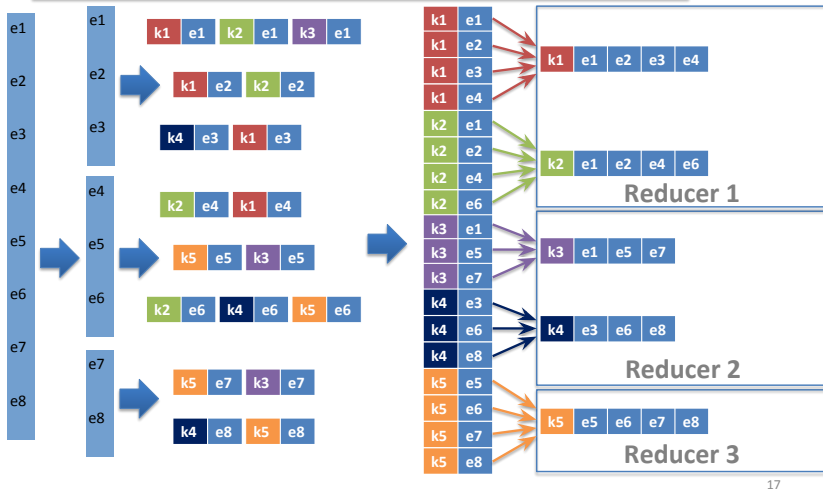 e1
e2
e3
e4
e5
e6
e7
e8
e1
e2
e3
e4
e5
e6
e7
e8
k1 e1 k2 e1 k3 e1
k1 e2 k2 e2
k4 e3 k1 e3
k2 e4 k1 e4
k5 e5 k3 e5
k2 e6 k4 e6 k5 e6
k5 e7 k3 e7
k4 e8 k5 e8
k1 e1
k1 e2
k1 e3
k1 e4
k2 e1
k2 e2
k2 e4
k2 e6
k3 e1
k3 e5
k3 e7
k4 e3
k4 e6
k4 e8
k5 e5
k5 e6
k5 e7
k5 e8
k1 e1 e2 e3 e4
k2 e1 e2 e4 e6
Reducer 1
k3 e1 e5 e7
k4 e3 e6 e8
Reducer 2
k5 e5 e6 e7 e8
Reducer 3
17